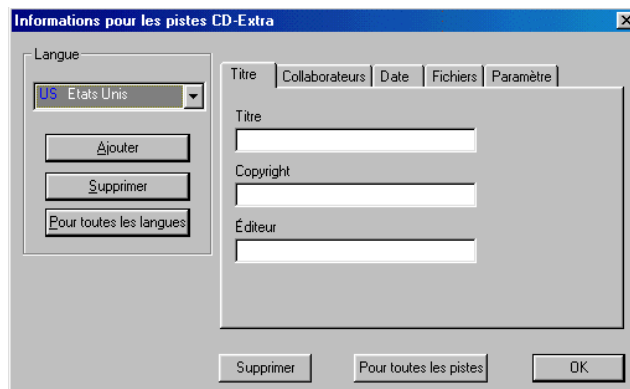 Informations pour les pistes CD-Extra
Langue
US Etats Unis
Ajouter
Supprimer
Pour toutes les langues
Titre Collaborateurs Date Fichiers Paramètre
Titre
Copyright
Éditeur
Supprimer Pour toutes les pistes OK